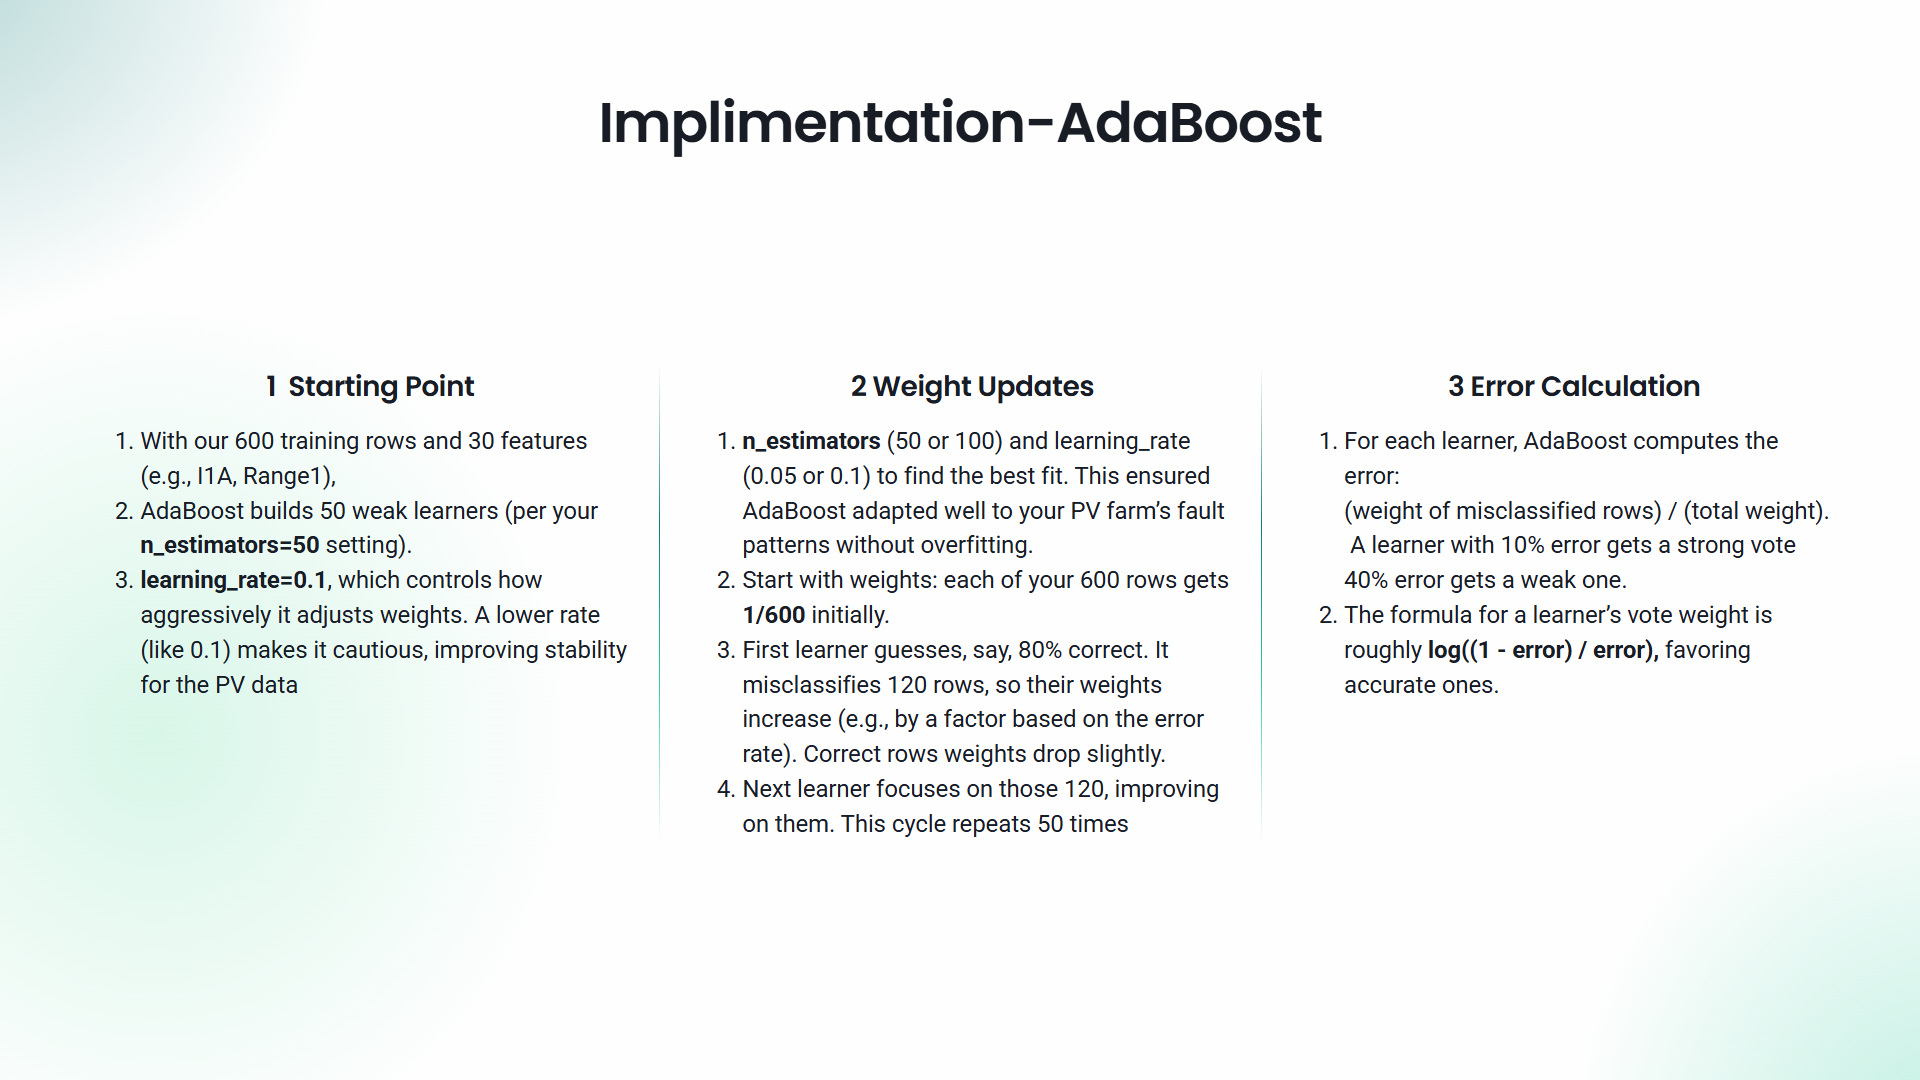 Implimentation-AdaBoost
1 Starting Point
1. With our 600 training rows and 30 features
(e.g., I1A, Range1),
2. AdaBoost builds 50 weak learners (per your
n_estimators=50 setting).
3. learning_rate=0.1, which controls how
aggressively it adjusts weights. A lower rate
(like 0.1) makes it cautious, improving stability
for the PV data
2 Weight Updates
1. n_estimators (50 or 100) and learning_rate
(0.05 or 0.1) to find the best fit. This ensured
AdaBoost adapted well to your PV farm’s fault
patterns without overfitting.
2. Start with weights: each of your 600 rows gets
1/600 initially.
3. First learner guesses, say, 80% correct. It
misclassifies 120 rows, so their weights
increase (e.g., by a factor based on the error
rate). Correct rows weights drop slightly.
4. Next learner focuses on those 120, improving
on them. This cycle repeats 50 times
3 Error Calculation
1. For each learner, AdaBoost computes the
error:
(weight of misclassified rows) / (total weight).
A learner with 10% error gets a strong vote
40% error gets a weak one.
2. The formula for a learner’s vote weight is
roughly log((1 - error) / error), favoring
accurate ones.